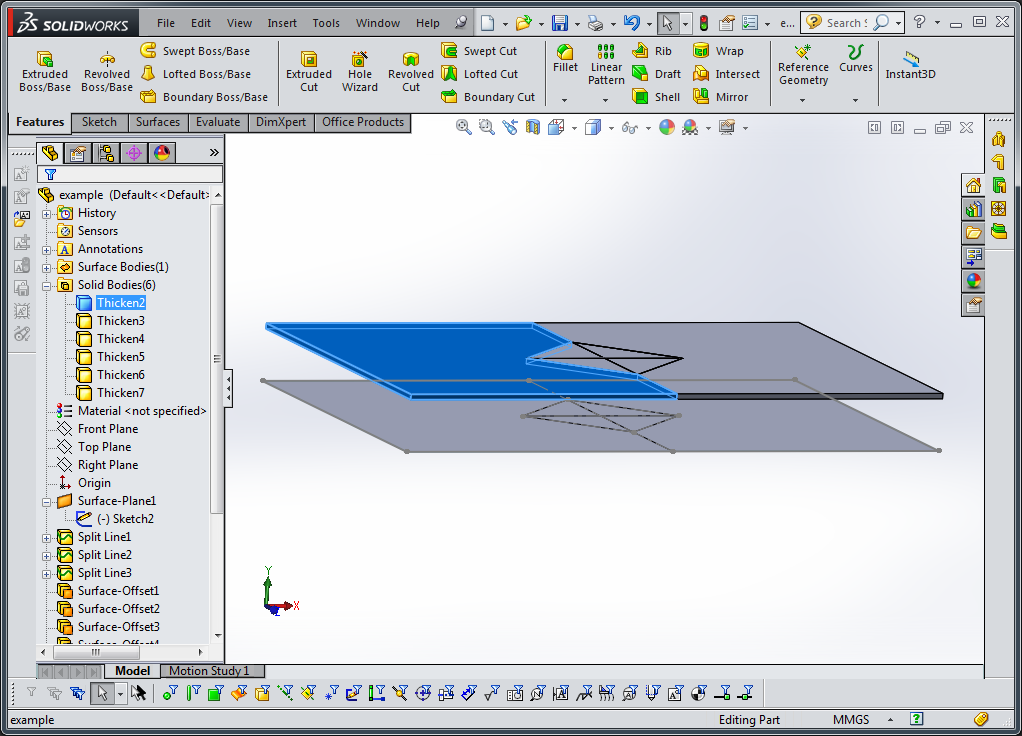 SOLIDWORKS File Edit View Insert Tools Window Help e... Search S
Extruded Boss/Base
Revolved Boss/Base
Swept Boss/Base
Lofted Boss/Base
Boundary Boss/Base
Extruded Cut
Hole Wizard
Revolved Cut
Swept Cut
Lofted Cut
Boundary Cut
Fillet
Linear Pattern
Rib
Draft
Shell
Wrap
Intersect
Mirror
Reference Geometry
Curves
Instant3D
Features Sketch Surfaces Evaluate DimXpert Office Products
example (Default<<Default>
History
Sensors
Annotations
Surface Bodies(1)
Solid Bodies(6)
Thicken2
Thicken3
Thicken4
Thicken5
Thicken6
Thicken7
Material <not specified>
Front Plane
Top Plane
Right Plane
Origin
Surface-Plane1
(-) Sketch2
Split Line1
Split Line2
Split Line3
Surface-Offset1
Surface-Offset2
Surface-Offset3
Surface-Offset4
Y
X
Z
Model Motion Study 1
example Editing Part MMGS